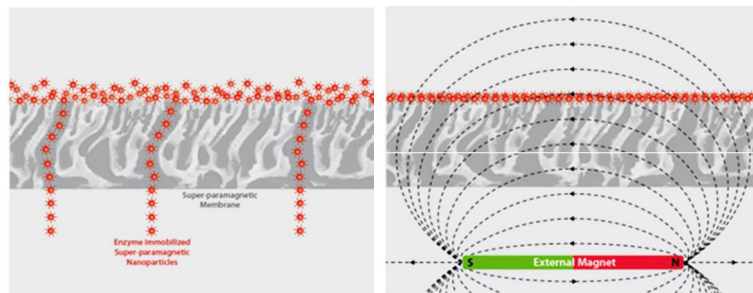 Super-paramagnetic
Membrane
Enzyme immobilized
Super-paramagnetic
Nanoparticles
S External Magnet N